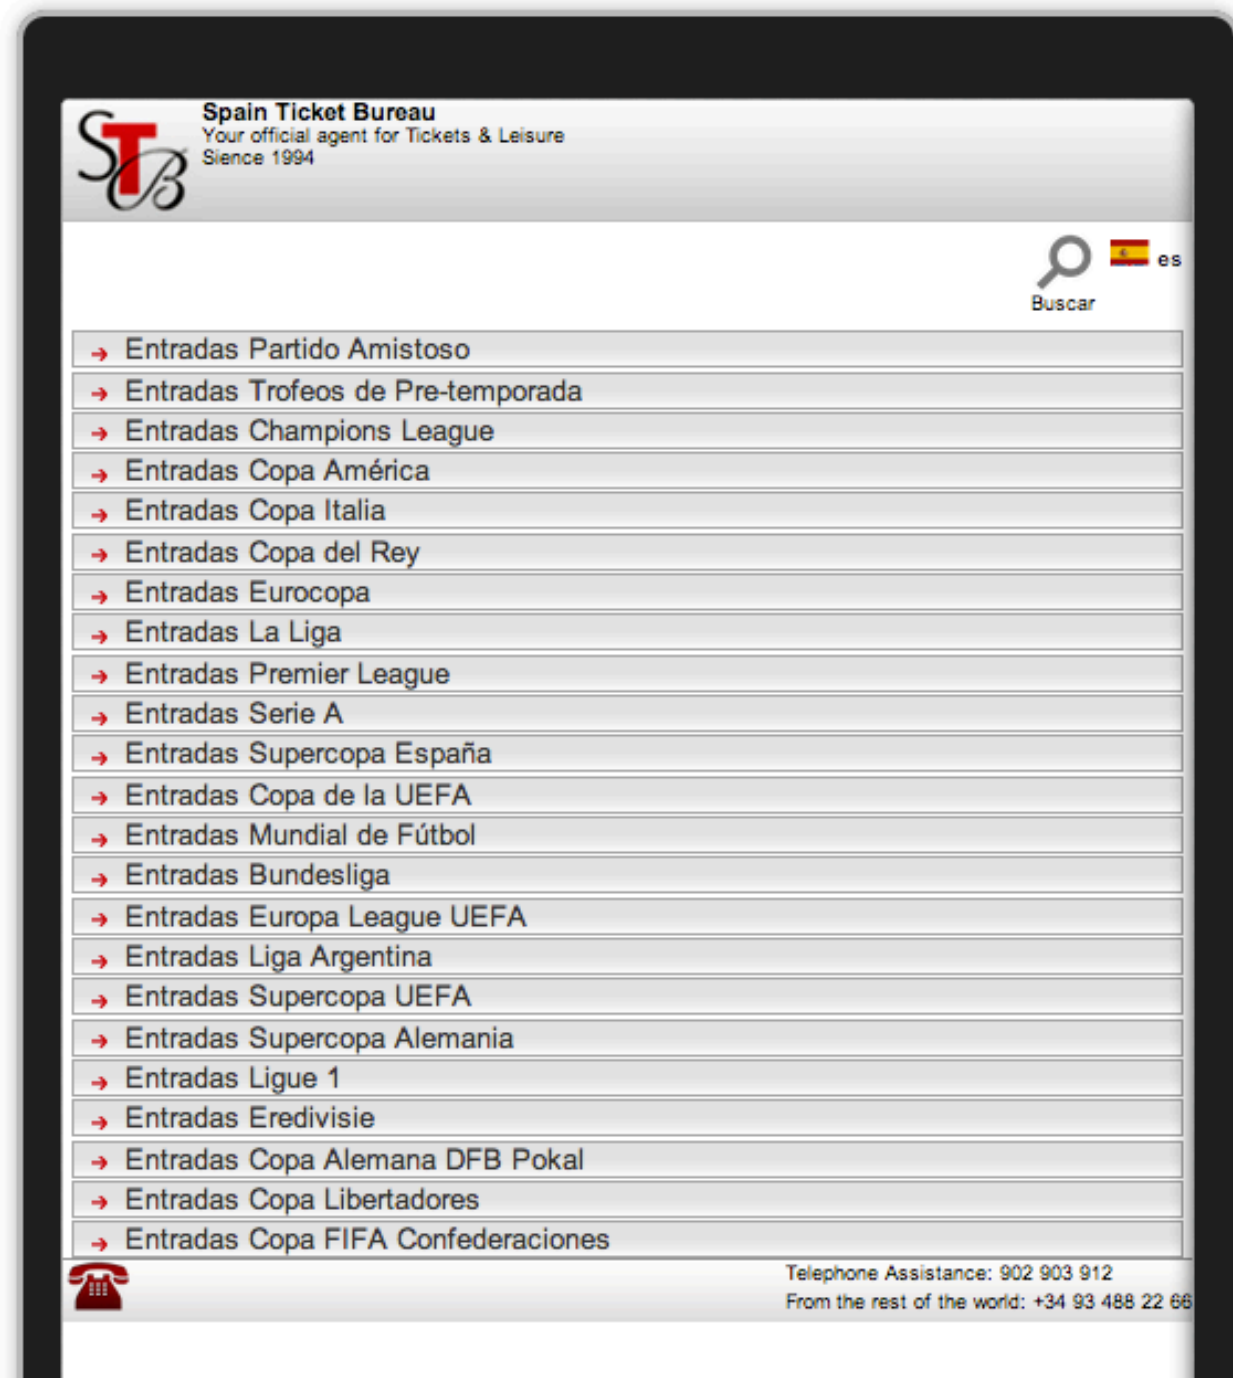 STB
Spain Ticket Bureau
Your official agent for Tickets & Leisure
Sience 1994
es
Buscar
Entradas Partido Amistoso
Entradas Trofeos de Pre-temporada
Entradas Champions League
Entradas Copa América
Entradas Copa Italia
Entradas Copa del Rey
Entradas Eurocopa
Entradas La Liga
Entradas Premier League
Entradas Serie A
Entradas Supercopa España
Entradas Copa de la UEFA
Entradas Mundial de Fútbol
Entradas Bundesliga
Entradas Europa League UEFA
Entradas Liga Argentina
Entradas Supercopa UEFA
Entradas Supercopa Alemania
Entradas Ligue 1
Entradas Eredivisie
Entradas Copa Alemana DFB Pokal
Entradas Copa Libertadores
Entradas Copa FIFA Confederaciones
Telephone Assistance: 902 903 912
From the rest of the world: +34 93 488 22 66